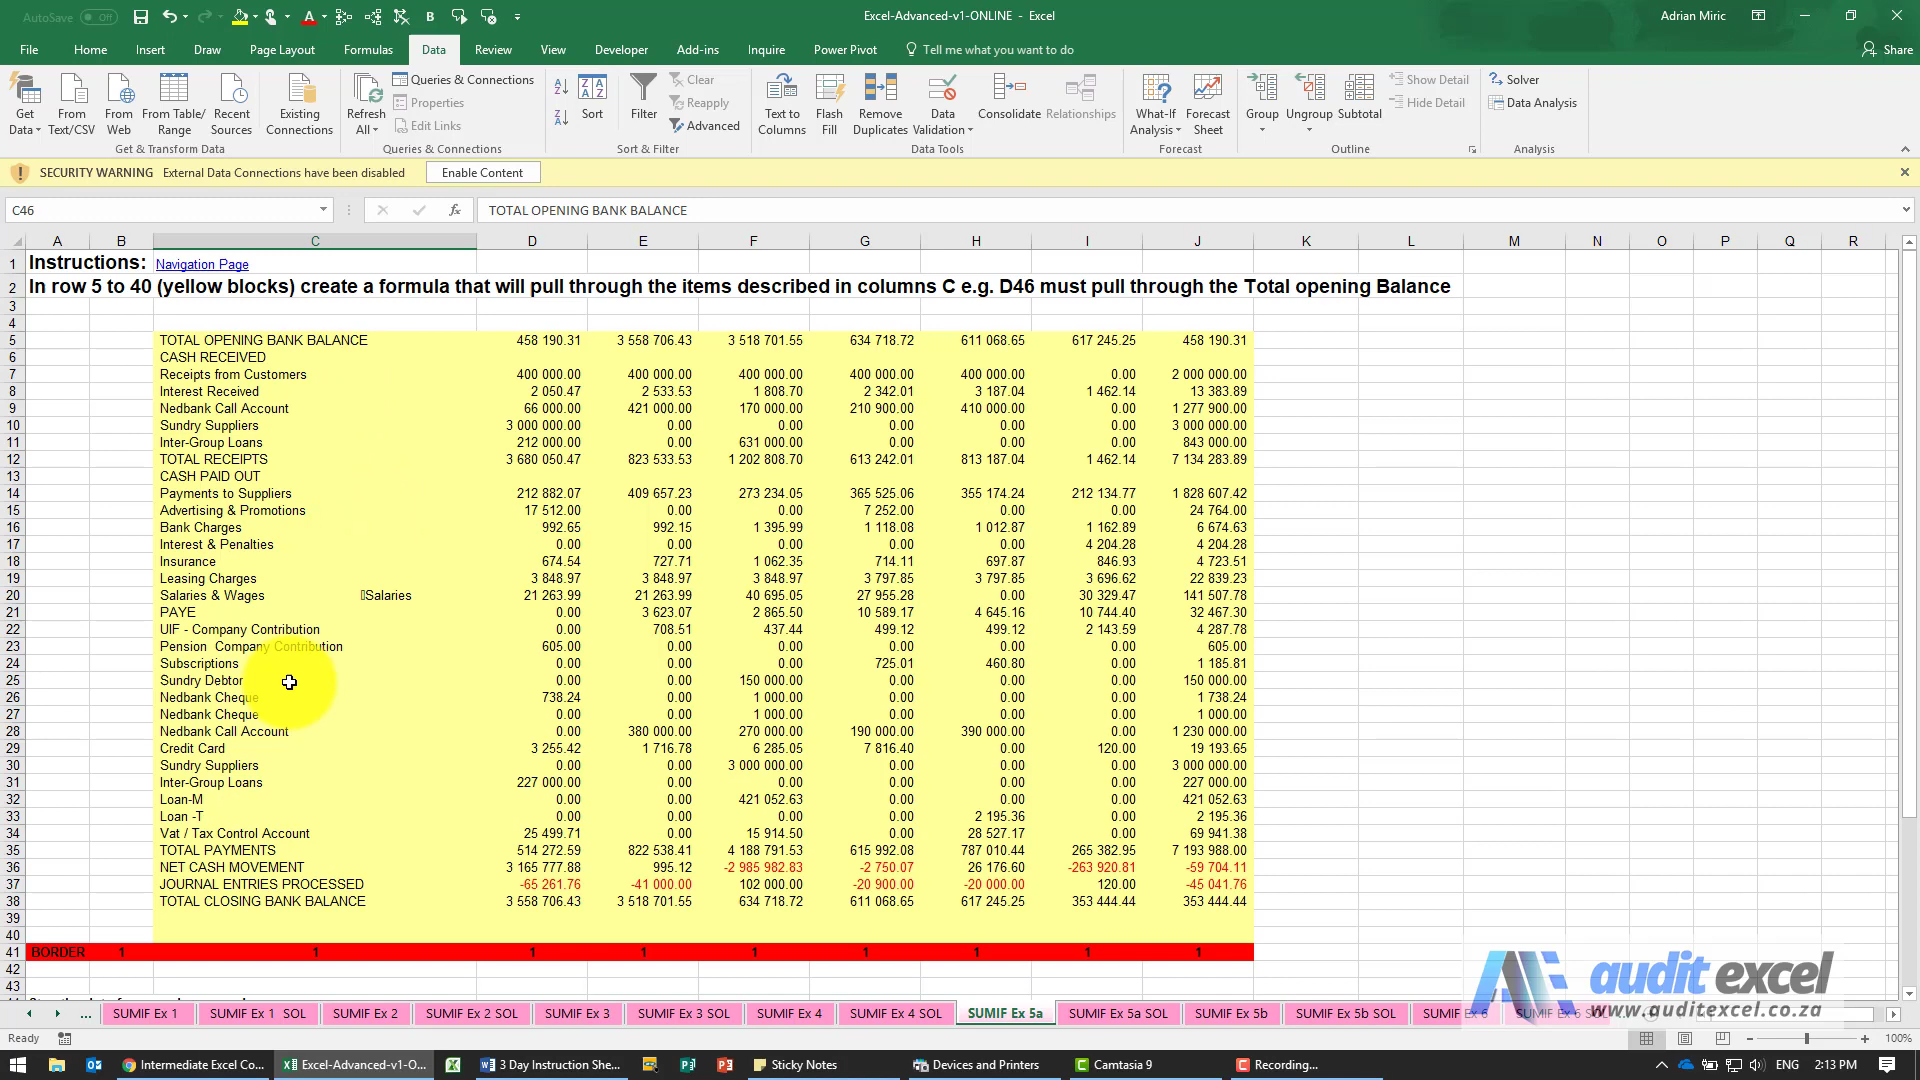 AutoSave Off
Excel-Advanced-v1-ONLINE - Excel
Adrian Miric
File Home Insert Draw Page Layout Formulas Data Review View Developer Add-ins Inquire Power Pivot Tell me what you want to do Share
Get Data From Text/CSV From Web From Table/ Range Recent Sources Existing Connections
Get & Transform Data
Refresh All Queries & Connections Properties Edit Links
Queries & Connections
Sort Filter Clear Reapply Advanced
Sort & Filter
Text to Columns Flash Fill Remove Duplicates Data Validation Consolidate Relationships
Data Tools
What-If Analysis Forecast Sheet
Forecast
Group Ungroup Subtotal Show Detail Hide Detail
Outline
Solver Data Analysis
Analysis
SECURITY WARNING External Data Connections have been disabled Enable Content
C46 fx TOTAL OPENING BANK BALANCE
A B C D E F G H I J K L M N O P Q R
1 Instructions: Navigation Page
2 In row 5 to 40 (yellow blocks) create a formula that will pull through the items described in columns C e.g. D46 must pull through the Total opening Balance
3
4
5 TOTAL OPENING BANK BALANCE 458 190.31 3 558 706.43 3 518 701.55 634 718.72 611 068.65 617 245.25 458 190.31
6 CASH RECEIVED
7 Receipts from Customers 400 000.00 400 000.00 400 000.00 400 000.00 400 000.00 0.00 2 000 000.00
8 Interest Received 2 050.47 2 533.53 1 808.70 2 342.01 3 187.04 1 462.14 13 383.89
9 Nedbank Call Account 66 000.00 421 000.00 170 000.00 210 900.00 410 000.00 0.00 1 277 900.00
10 Sundry Suppliers 3 000 000.00 0.00 0.00 0.00 0.00 0.00 3 000 000.00
11 Inter-Group Loans 212 000.00 0.00 631 000.00 0.00 0.00 0.00 843 000.00
12 TOTAL RECEIPTS 3 680 050.47 823 533.53 1 202 808.70 613 242.01 813 187.04 1 462.14 7 134 283.89
13 CASH PAID OUT
14 Payments to Suppliers 212 882.07 409 657.23 273 234.05 365 525.06 355 174.24 212 134.77 1 828 607.42
15 Advertising & Promotions 17 512.00 0.00 0.00 7 252.00 0.00 0.00 24 764.00
16 Bank Charges 992.65 992.15 1 395.99 1 118.08 1 012.87 1 162.89 6 674.63
17 Interest & Penalties 0.00 0.00 0.00 0.00 0.00 4 204.28 4 204.28
18 Insurance 674.54 727.71 1 062.35 714.11 697.87 846.93 4 723.51
19 Leasing Charges 3 848.97 3 848.97 3 848.97 3 797.85 3 797.85 3 696.62 22 839.23
20 Salaries & Wages Salaries 21 263.99 21 263.99 40 695.05 27 955.28 0.00 30 329.47 141 507.78
21 PAYE 0.00 3 623.07 2 865.50 10 589.17 4 645.16 10 744.40 32 467.30
22 UIF - Company Contribution 0.00 708.51 437.44 499.12 499.12 2 143.59 4 287.78
23 Pension Company Contribution 605.00 0.00 0.00 0.00 0.00 0.00 605.00
24 Subscriptions 0.00 0.00 0.00 725.01 460.80 0.00 1 185.81
25 Sundry Debtor 0.00 0.00 150 000.00 0.00 0.00 0.00 150 000.00
26 Nedbank Cheque 738.24 0.00 1 000.00 0.00 0.00 0.00 1 738.24
27 Nedbank Cheque 0.00 0.00 1 000.00 0.00 0.00 0.00 1 000.00
28 Nedbank Call Account 0.00 380 000.00 270 000.00 190 000.00 390 000.00 0.00 1 230 000.00
29 Credit Card 3 255.42 1 716.78 6 285.05 7 816.40 0.00 120.00 19 193.65
30 Sundry Suppliers 0.00 0.00 3 000 000.00 0.00 0.00 0.00 3 000 000.00
31 Inter-Group Loans 227 000.00 0.00 0.00 0.00 0.00 0.00 227 000.00
32 Loan-M 0.00 0.00 421 052.63 0.00 0.00 0.00 421 052.63
33 Loan -T 0.00 0.00 0.00 0.00 2 195.36 0.00 2 195.36
34 Vat / Tax Control Account 25 499.71 0.00 15 914.50 0.00 28 527.17 0.00 69 941.38
35 TOTAL PAYMENTS 514 272.59 822 538.41 4 188 791.53 615 992.08 787 010.44 265 382.95 7 193 988.00
36 NET CASH MOVEMENT 3 165 777.88 995.12 -2 985 982.83 -2 750.07 26 176.60 -263 920.81 -59 704.11
37 JOURNAL ENTRIES PROCESSED -65 261.76 -41 000.00 102 000.00 -20 900.00 -20 000.00 120.00 -45 041.76
38 TOTAL CLOSING BANK BALANCE 3 558 706.43 3 518 701.55 634 718.72 611 068.65 617 245.25 353 444.44 353 444.44
39
40
41 BORDER 1 1 1 1 1 1 1 1 1
42
43
audit excel
www.auditexcel.co.za
... SUMIF Ex 1 SUMIF Ex 1 SOL SUMIF Ex 2 SUMIF Ex 2 SOL SUMIF Ex 3 SUMIF Ex 3 SOL SUMIF Ex 4 SUMIF Ex 4 SOL SUMIF Ex 5a SUMIF Ex 5a SOL SUMIF Ex 5b SUMIF Ex 5b SOL
Ready 100%
Intermediate Excel Co... Excel-Advanced-v1-O... 3 Day Instruction She... Sticky Notes Devices and Printers Camtasia 9 Recording... ENG 2:13 PM